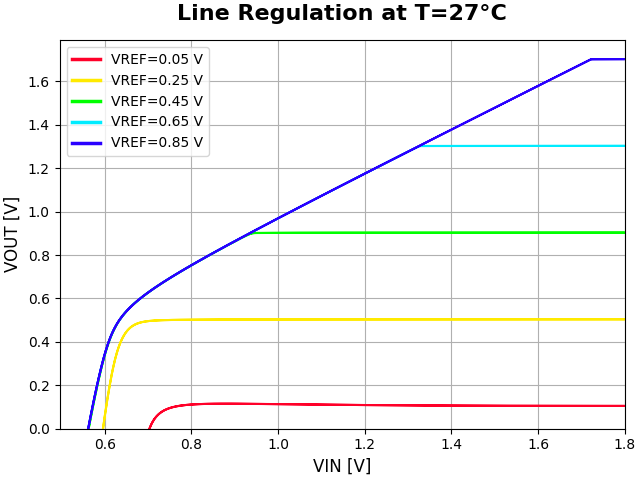 Line Regulation at T=27°C
VREF=0.05 V
VREF=0.25 V
VREF=0.45 V
VREF=0.65 V
VREF=0.85 V
VOUT [V]
1.6
1.4
1.2
1.0
0.8
0.6
0.4
0.2
0.0
0.6 0.8 1.0 1.2 1.4 1.6 1.8
VIN [V]